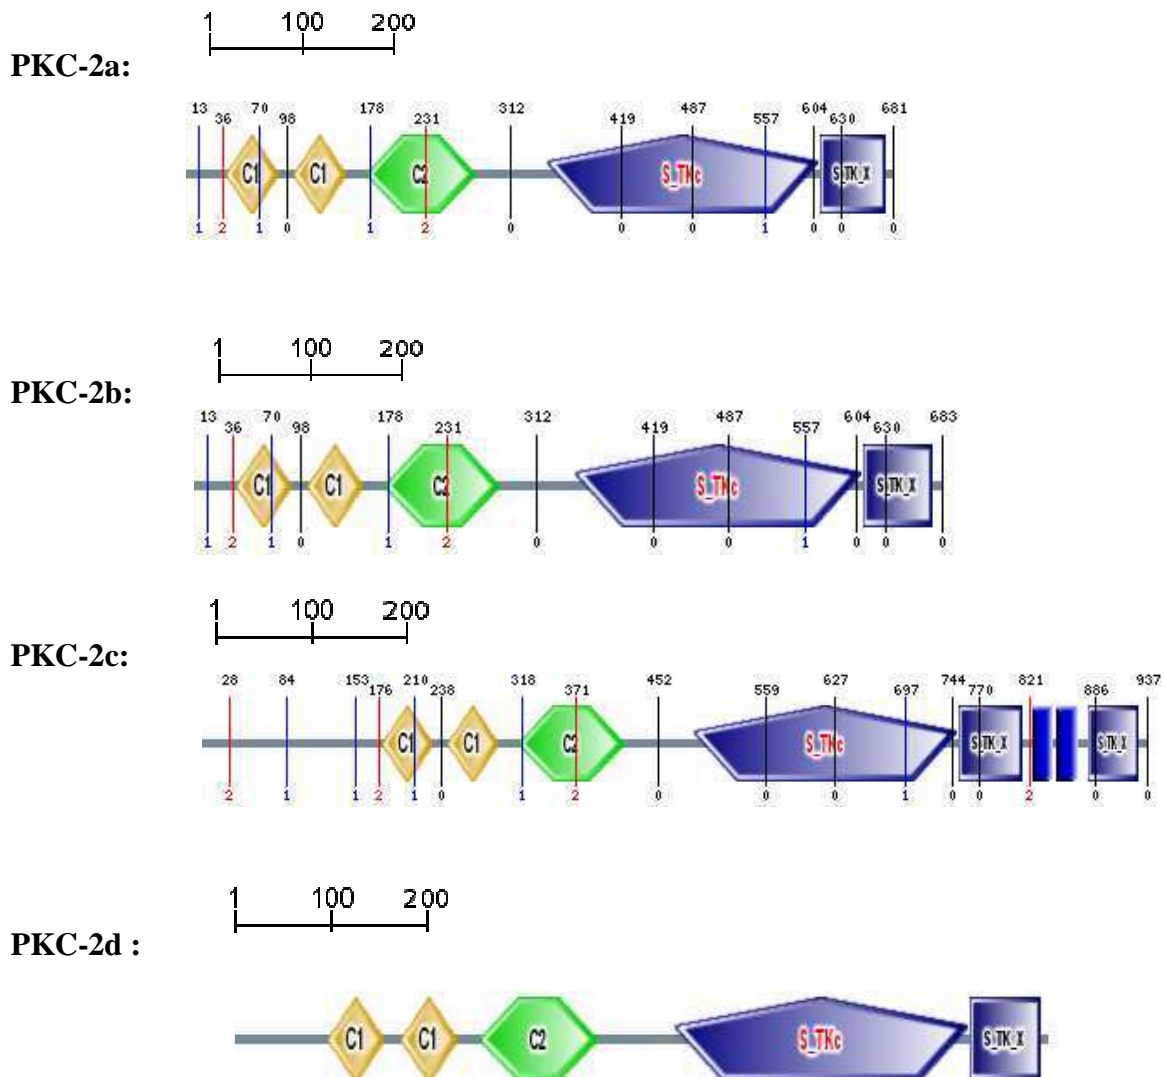 1 100 200
PKC-2a:
13 36 70 98 178 231 312 419 487 557 604 630 681
C1 C1 C2 S_TKc S_TK_X
1 2 1 0 1 2 0 0 0 1 0 0 0
1 100 200
PKC-2b:
13 36 70 98 178 231 312 419 487 557 604 630 683
C1 C1 C2 S_TKc S_TK_X
1 2 1 0 1 2 0 0 0 1 0 0 0
1 100 200
PKC-2c:
28 84 153 176 210 238 318 371 452 559 627 697 744 770 821 886 937
C1 C1 C2 S_TKc S_TK_X S_TK_X
2 1 1 2 1 0 1 2 0 0 0 1 0 0 2 0 0
1 100 200
PKC-2d :
C1 C1 C2 S_TKc S_TK_X